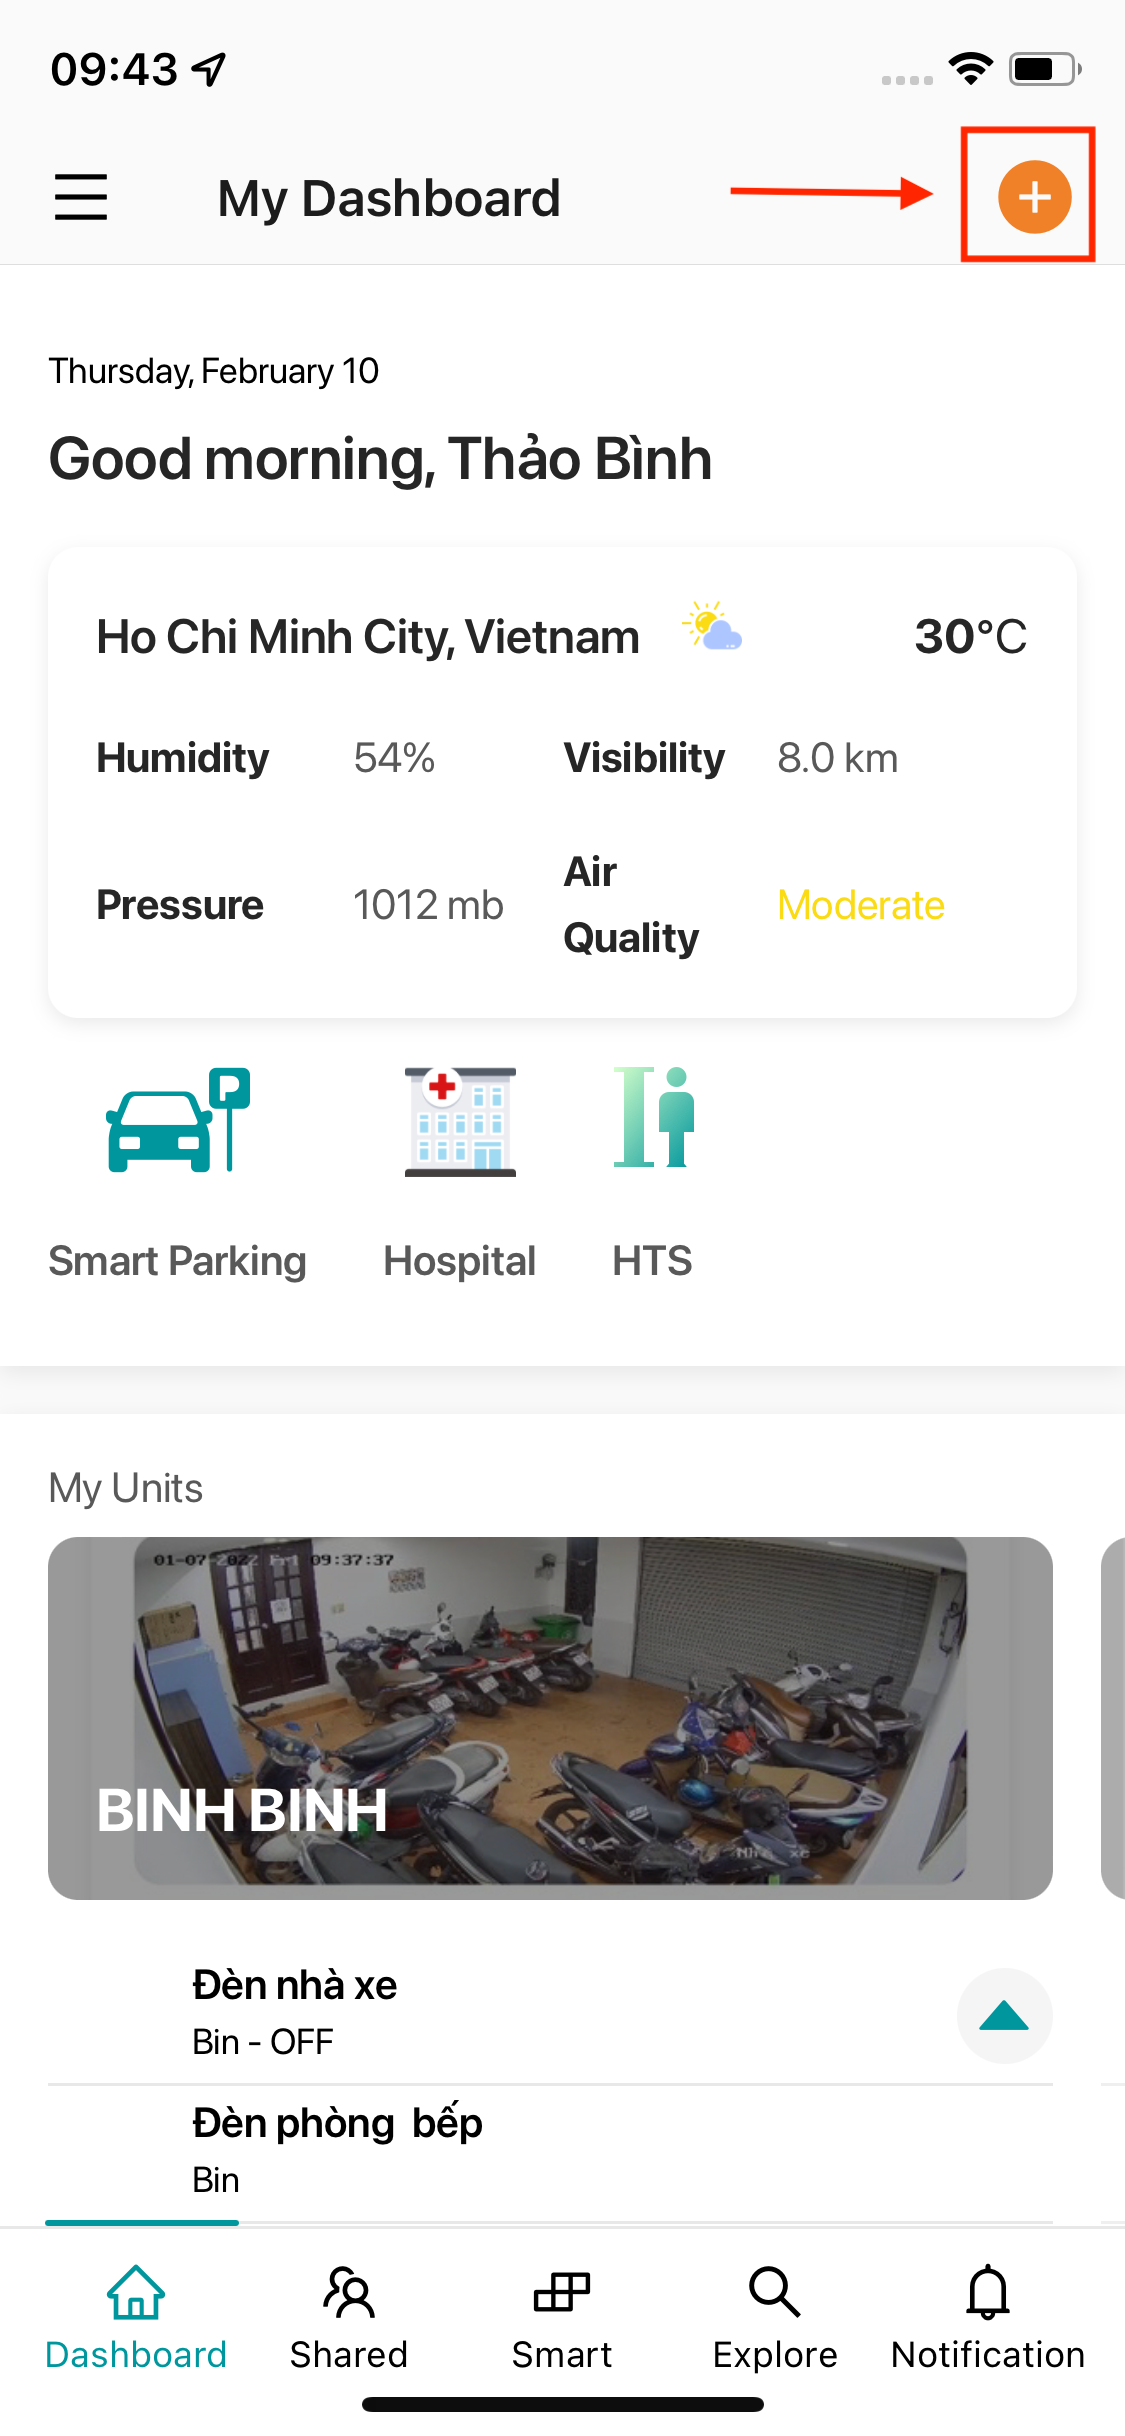 09:43
My Dashboard
Thursday, February 10
Good morning, Thảo Bình
Ho Chi Minh City, Vietnam 30°C
Humidity 54% Visibility 8.0 km
Pressure 1012 mb Air Quality Moderate
P
Smart Parking Hospital HTS
My Units
01-07-2022 Fri 09:37:37
BINH BINH
Nhà xe
Đèn nhà xe
Bin - OFF
Đèn phòng bếp
Bin
Dashboard Shared Smart Explore Notification